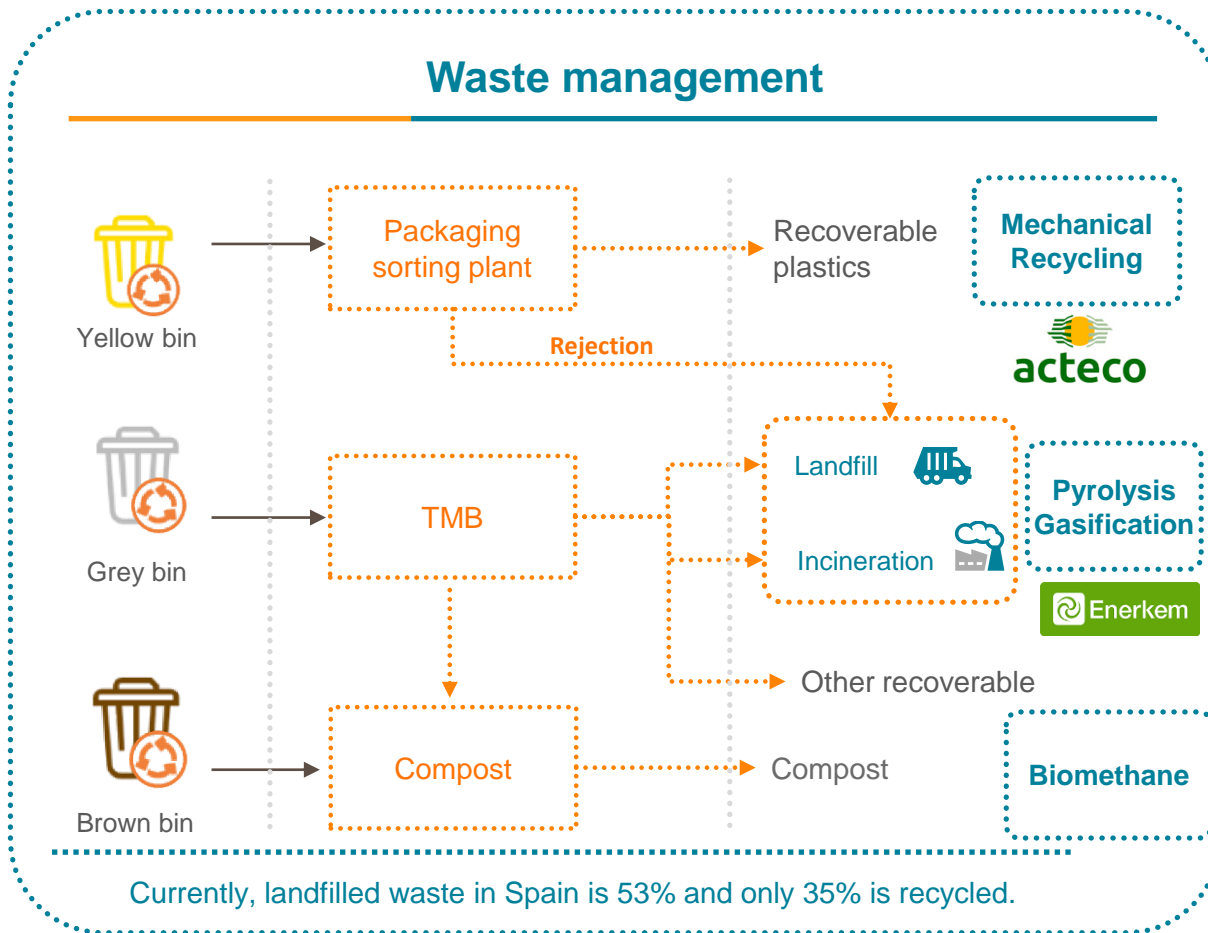 Waste management
Yellow bin
Packaging
sorting plant
Recoverable
plastics
Mechanical
Recycling
acteco
Rejection
Grey bin
TMB
Landfill
Incineration
Pyrolysis
Gasification
Enerkem
Other recoverable
Brown bin
Compost
Compost
Biomethane
Currently, landfilled waste in Spain is 53% and only 35% is recycled.